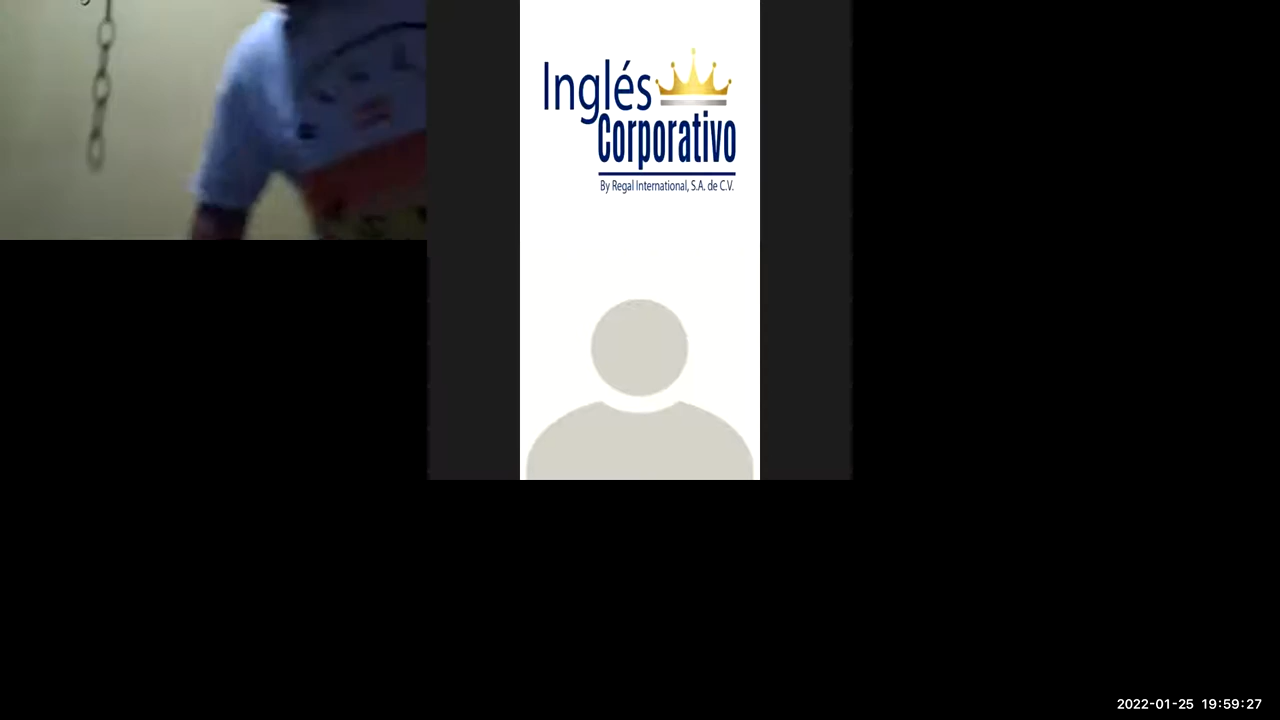 Inglés
Corporativo
By Regal International, S.A. de C.V.
2022-01-25 19:59:27